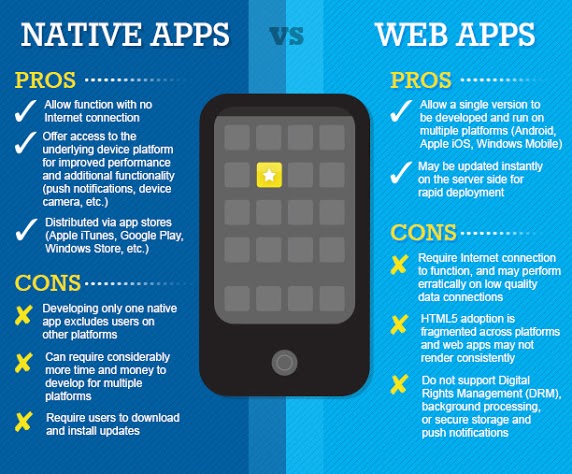 NATIVE APPS VS WEB APPS
PROS
Allow function with no
Internet connection
Offer access to the
underlying device platform
for improved performance
and additional functionality
(push notifications, device
camera, etc.)
Distributed via app stores
(Apple iTunes, Google Play,
Windows Store, etc.)
CONS
Developing only one native
app excludes users on
other platforms
Can require considerably
more time and money to
develop for multiple
platforms
Require users to download
and install updates
PROS
Allow a single version to
be developed and run on
multiple platforms (Android,
Apple iOS, Windows Mobile)
May be updated instantly
on the server side for
rapid deployment
CONS
Require Internet connection
to function, and may perform
erratically on low quality
data connections
HTML5 adoption is
fragmented across platforms
and web apps may not
render consistently
Do not support Digital
Rights Management (DRM),
background processing,
or secure storage and
push notifications